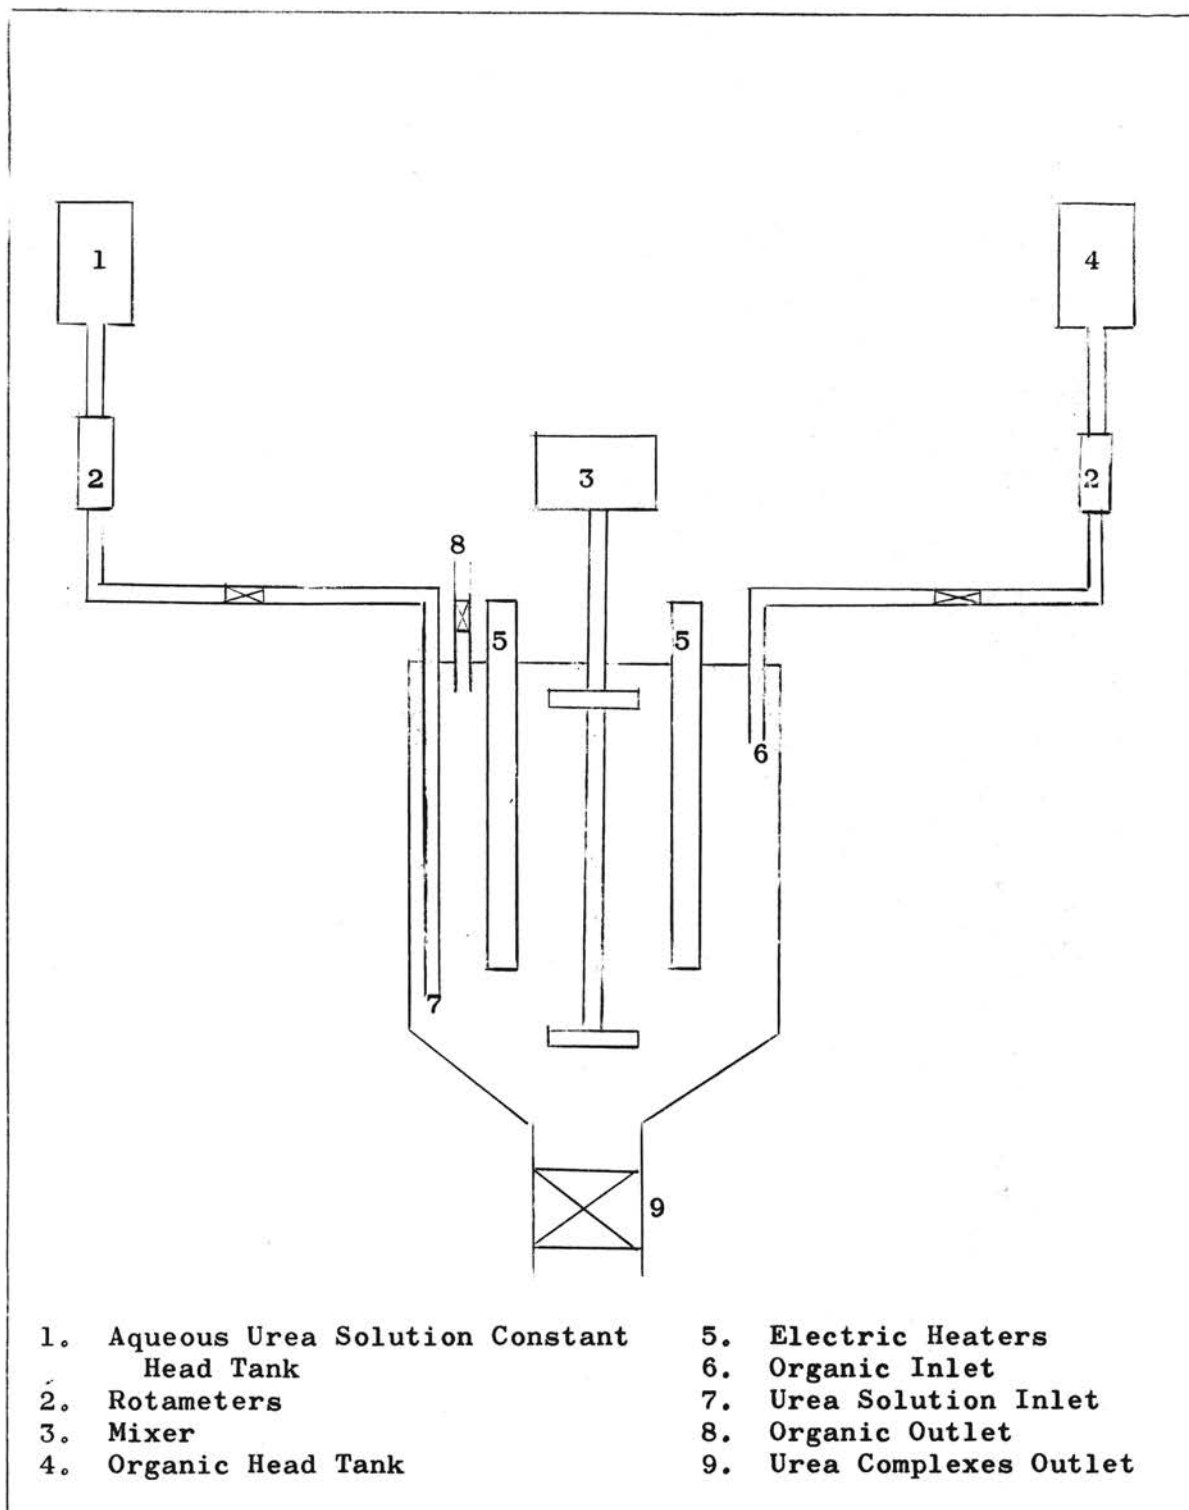 1
4
2
3
2
8
5
5
6
7
9
1. Aqueous Urea Solution Constant
Head Tank
2. Rotameters
3. Mixer
4. Organic Head Tank
5. Electric Heaters
6. Organic Inlet
7. Urea Solution Inlet
8. Organic Outlet
9. Urea Complexes Outlet